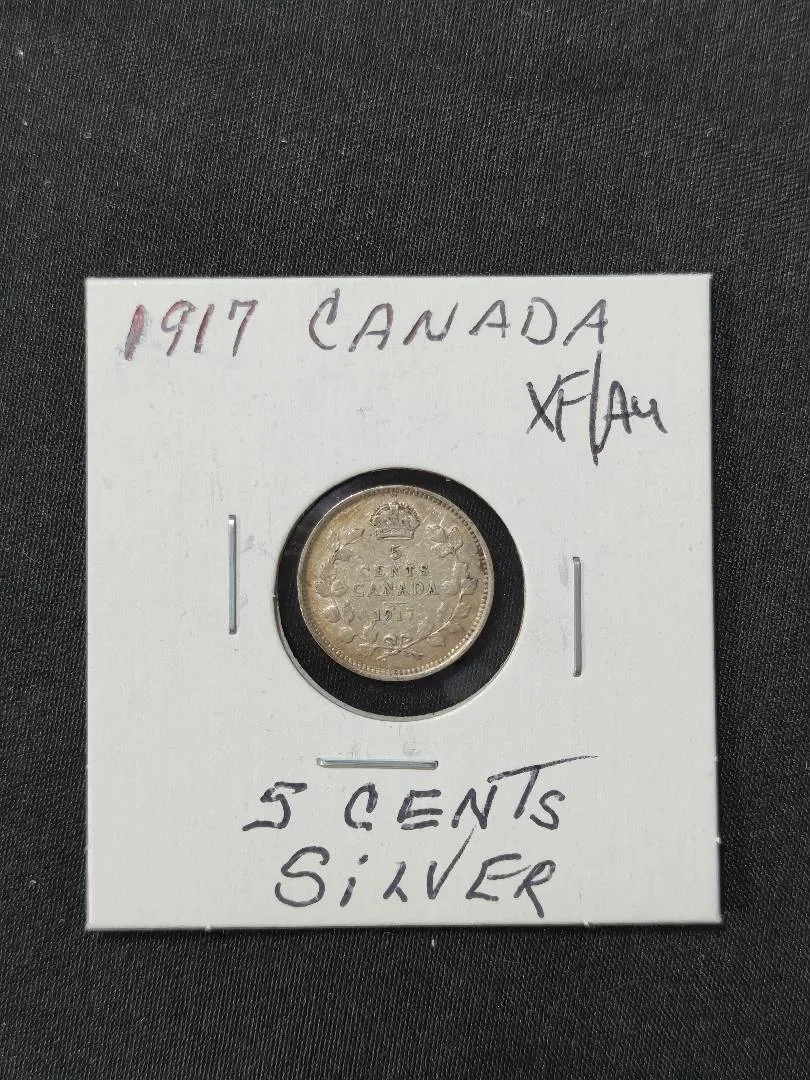 1917 CANADA
XF/Au
5
CENTS
CANADA
1917
5 CENTS
SiLVER